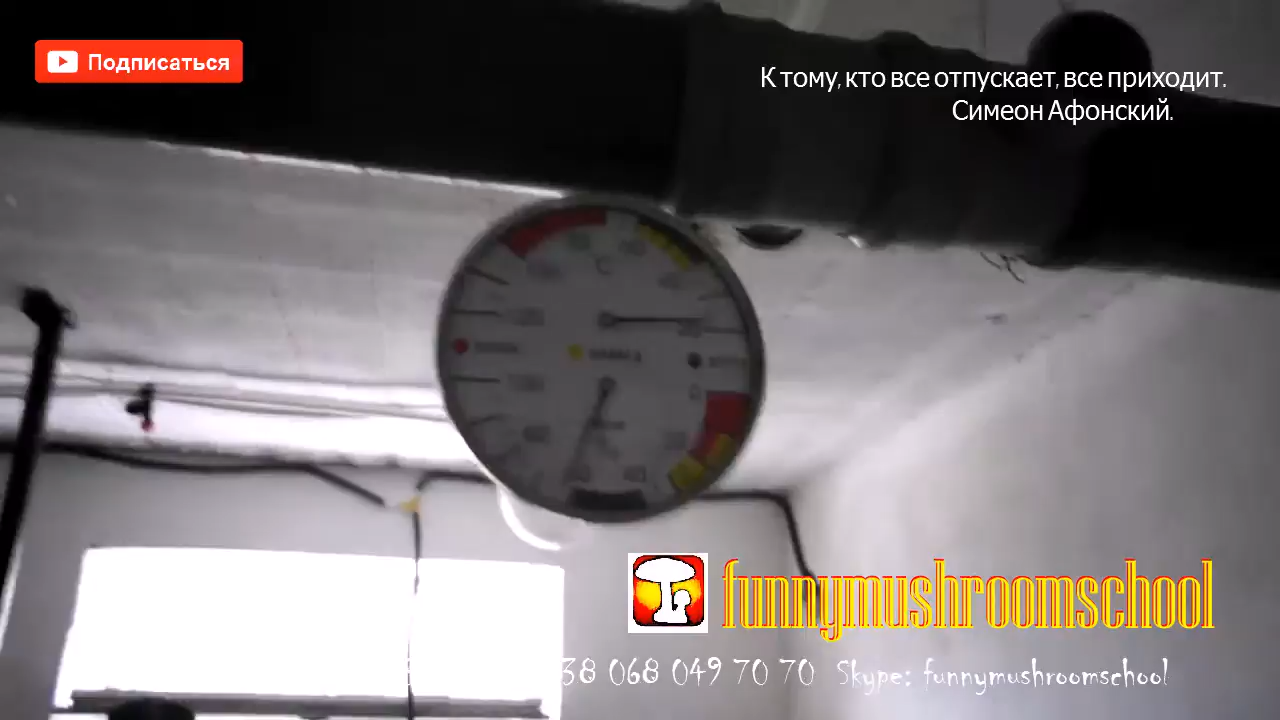 Подписаться
К тому, кто все отпускает, все приходит.
Симеон Афонский.
funnymushroomschool
38 068 049 70 70 Skype: funnymushroomschool